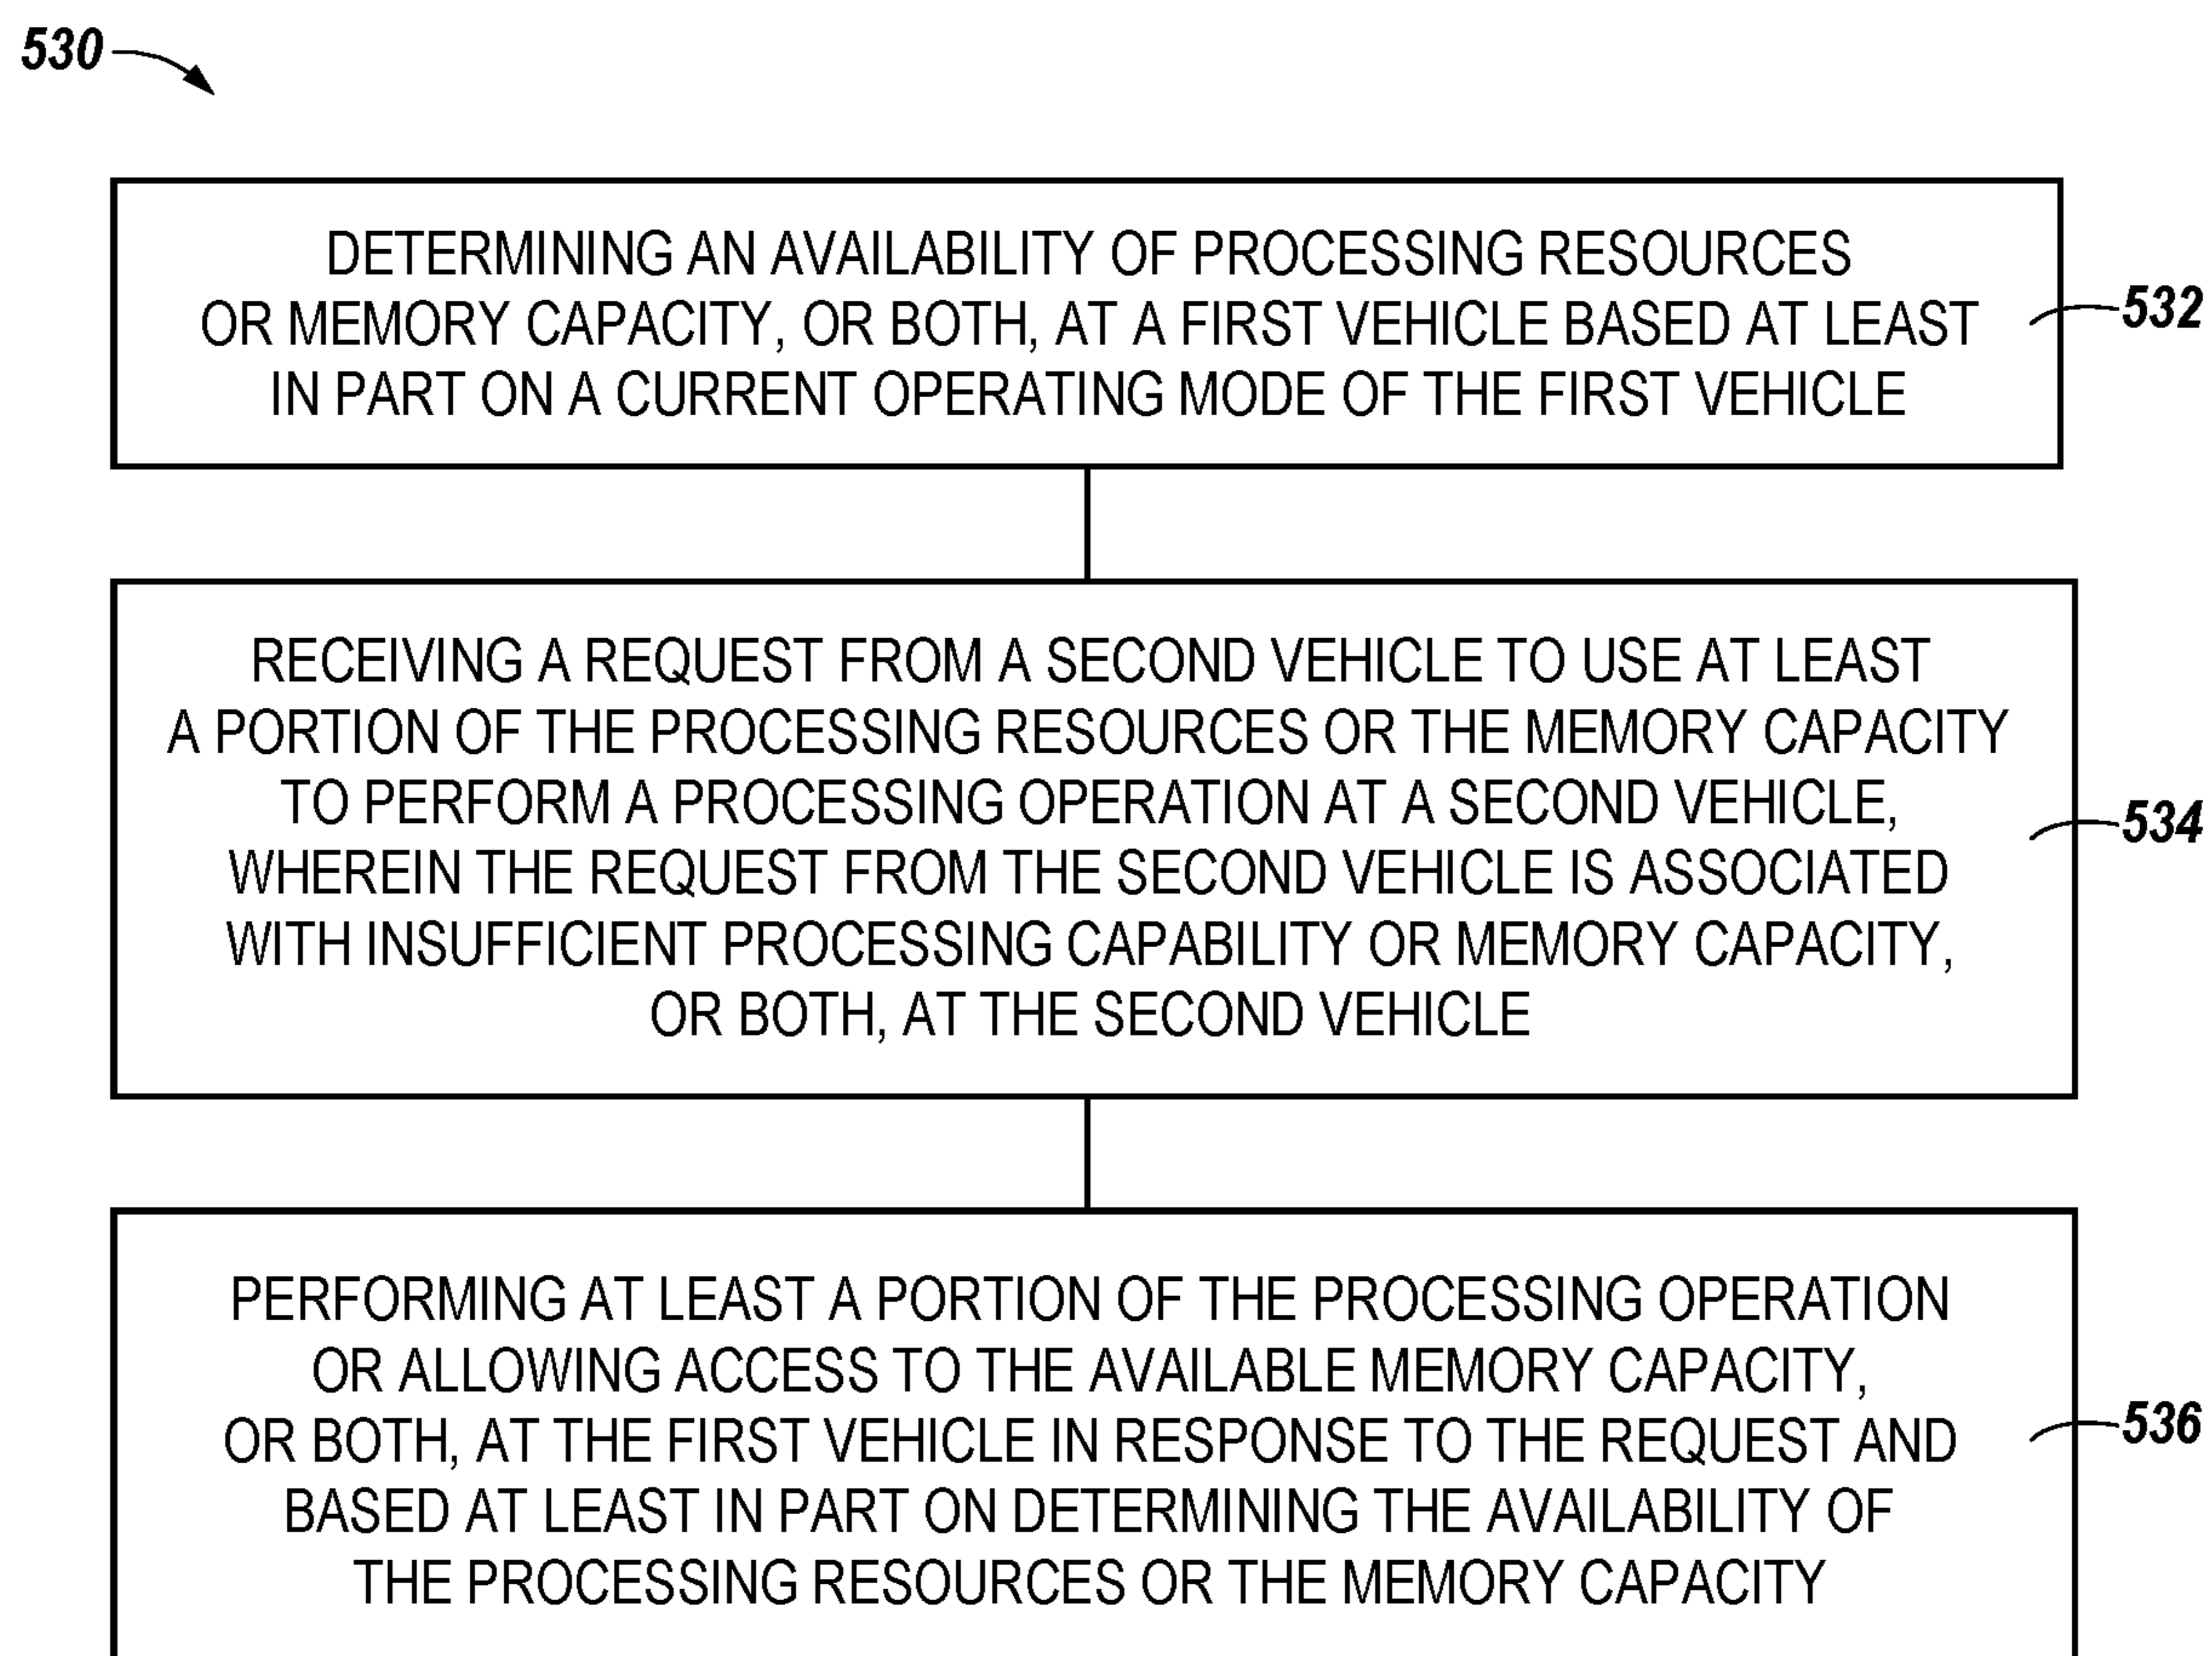 530
DETERMINING AN AVAILABILITY OF PROCESSING RESOURCES
OR MEMORY CAPACITY, OR BOTH, AT A FIRST VEHICLE BASED AT LEAST
IN PART ON A CURRENT OPERATING MODE OF THE FIRST VEHICLE
532
RECEIVING A REQUEST FROM A SECOND VEHICLE TO USE AT LEAST
A PORTION OF THE PROCESSING RESOURCES OR THE MEMORY CAPACITY
TO PERFORM A PROCESSING OPERATION AT A SECOND VEHICLE,
WHEREIN THE REQUEST FROM THE SECOND VEHICLE IS ASSOCIATED
WITH INSUFFICIENT PROCESSING CAPABILITY OR MEMORY CAPACITY,
OR BOTH, AT THE SECOND VEHICLE
534
PERFORMING AT LEAST A PORTION OF THE PROCESSING OPERATION
OR ALLOWING ACCESS TO THE AVAILABLE MEMORY CAPACITY,
OR BOTH, AT THE FIRST VEHICLE IN RESPONSE TO THE REQUEST AND
BASED AT LEAST IN PART ON DETERMINING THE AVAILABILITY OF
THE PROCESSING RESOURCES OR THE MEMORY CAPACITY
536